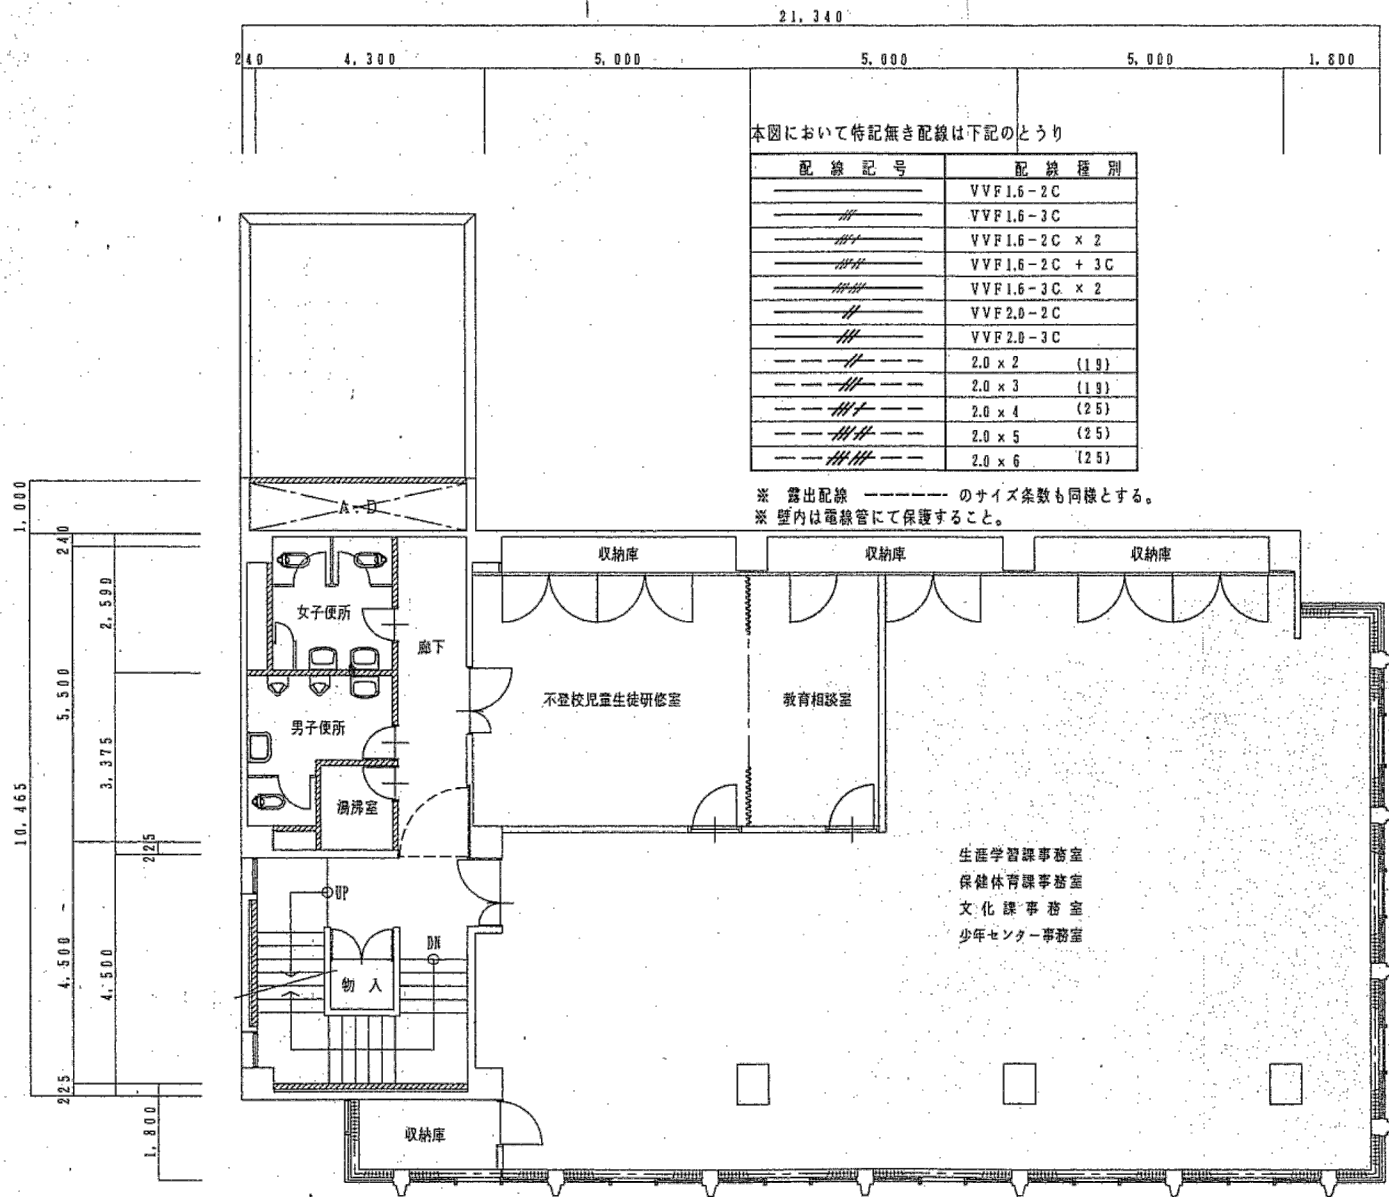 21,340
240 4,300 5,000 5,000 5,000 1,800
本図において特記無き配線は下記のとうり
配線記号 配線種別
VVF1.6-2C
VVF1.6-3C
VVF1.6-2C × 2
VVF1.6-2C + 3C
VVF1.6-3C × 2
VVF2.0-2C
VVF2.0-3C
2.0 x 2 (19)
2.0 x 3 (19)
2.0 x 4 (25)
2.0 x 5 (25)
2.0 x 6 (25)
※ 露出配線 ------- のサイズ条数も同様とする。
※ 壁内は電線管にて保護すること。
1,000
240
2,590
5,500
3,375
10,465
225
4,500
4,500
225
1,800
A.D
収納庫 収納庫 収納庫
女子便所
廊下
不登校児童生徒研修室 教育相談室
男子便所
湯沸室
生涯学習課事務室
保健体育課事務室
文化課事務室
少年センター事務室
UP
DN
物入
収納庫